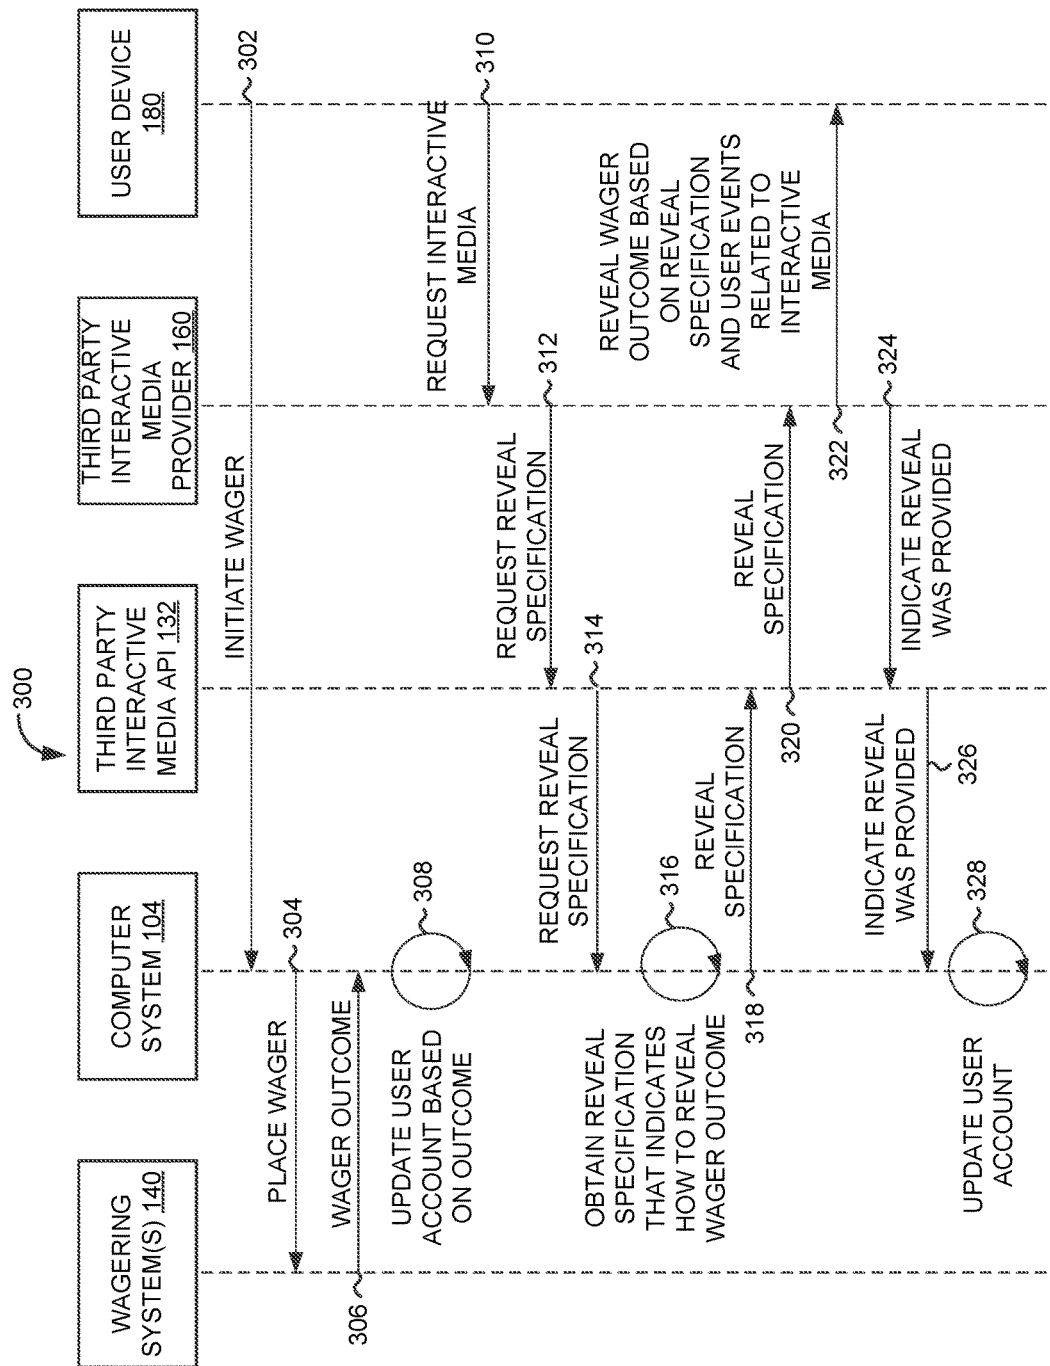 300
WAGERING
SYSTEM(S) 140
COMPUTER
SYSTEM 104
THIRD PARTY
INTERACTIVE
MEDIA API 132
THIRD PARTY
INTERACTIVE
MEDIA
PROVIDER 160
USER DEVICE
180
INITIATE WAGER
302
PLACE WAGER
304
WAGER OUTCOME
306
UPDATE USER
ACCOUNT BASED
ON OUTCOME
308
REQUEST INTERACTIVE
MEDIA
310
REQUEST REVEAL
SPECIFICATION
312
REQUEST REVEAL
SPECIFICATION
314
OBTAIN REVEAL
SPECIFICATION
THAT INDICATES
HOW TO REVEAL
WAGER OUTCOME
316
REVEAL
SPECIFICATION
318
REVEAL
SPECIFICATION
320
REVEAL WAGER
OUTCOME BASED
ON REVEAL
SPECIFICATION
AND USER EVENTS
RELATED TO
INTERACTIVE
MEDIA
322
INDICATE REVEAL
WAS PROVIDED
324
INDICATE REVEAL
WAS PROVIDED
326
UPDATE USER
ACCOUNT
328